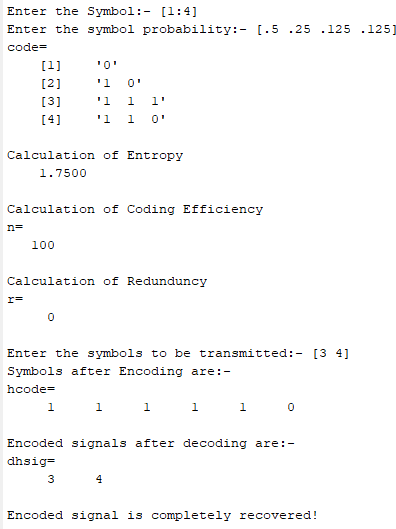 Enter the Symbol:- [1:4]
Enter the symbol probability:- [.5 .25 .125 .125]
code=
[1] '0'
[2] '1 0'
[3] '1 1 1'
[4] '1 1 0'
Calculation of Entropy
1.7500
Calculation of Coding Efficiency
n=
100
Calculation of Redunduncy
r=
0
Enter the symbols to be transmitted:- [3 4]
Symbols after Encoding are:-
hcode=
1 1 1 1 1 0
Encoded signals after decoding are:-
dhsig=
3 4
Encoded signal is completely recovered!